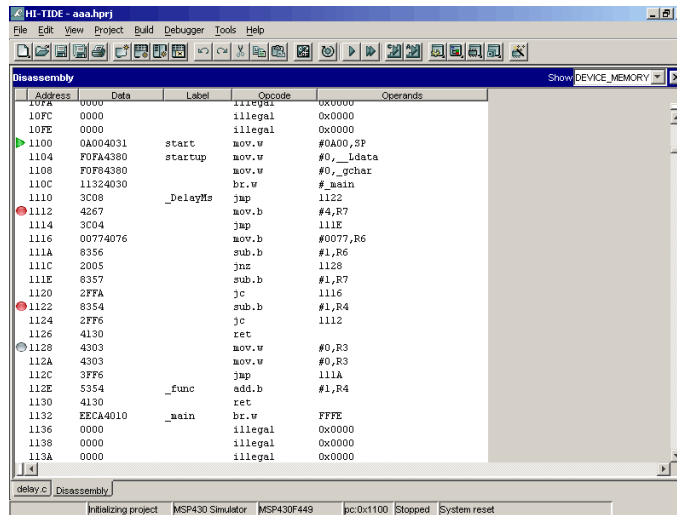 HI-TIDE - aaa.hprj
File Edit View Project Build Debugger Tools Help
Disassembly Show DEVICE_MEMORY
Address Data Label Opcode Operands
10FA 0000 illegal 0x0000
10FC 0000 illegal 0x0000
10FE 0000 illegal 0x0000
1100 0A004031 start mov.w #0A00,SP
1104 F0FA4380 startup mov.w #0,__Ldata
1108 F0F84380 mov.w #0,_gchar
110C 11324030 br.w #_main
1110 3C08 _DelayMs jmp 1122
1112 4267 mov.b #4,R7
1114 3C04 jmp 111E
1116 00774076 mov.b #0077,R6
111A 8356 sub.b #1,R6
111C 2005 jnz 1128
111E 8357 sub.b #1,R7
1120 2FFA jc 1116
1122 8354 sub.b #1,R4
1124 2FF6 jc 1112
1126 4130 ret
1128 4303 mov.w #0,R3
112A 4303 mov.w #0,R3
112C 3FF6 jmp 111A
112E 5354 _func add.b #1,R4
1130 4130 ret
1132 EECA4010 _main br.w FFFE
1136 0000 illegal 0x0000
1138 0000 illegal 0x0000
113A 0000 illegal 0x0000
delay.c Disassembly
Initializing project MSP430 Simulator MSP430F449 pc:0x1100 Stopped System reset